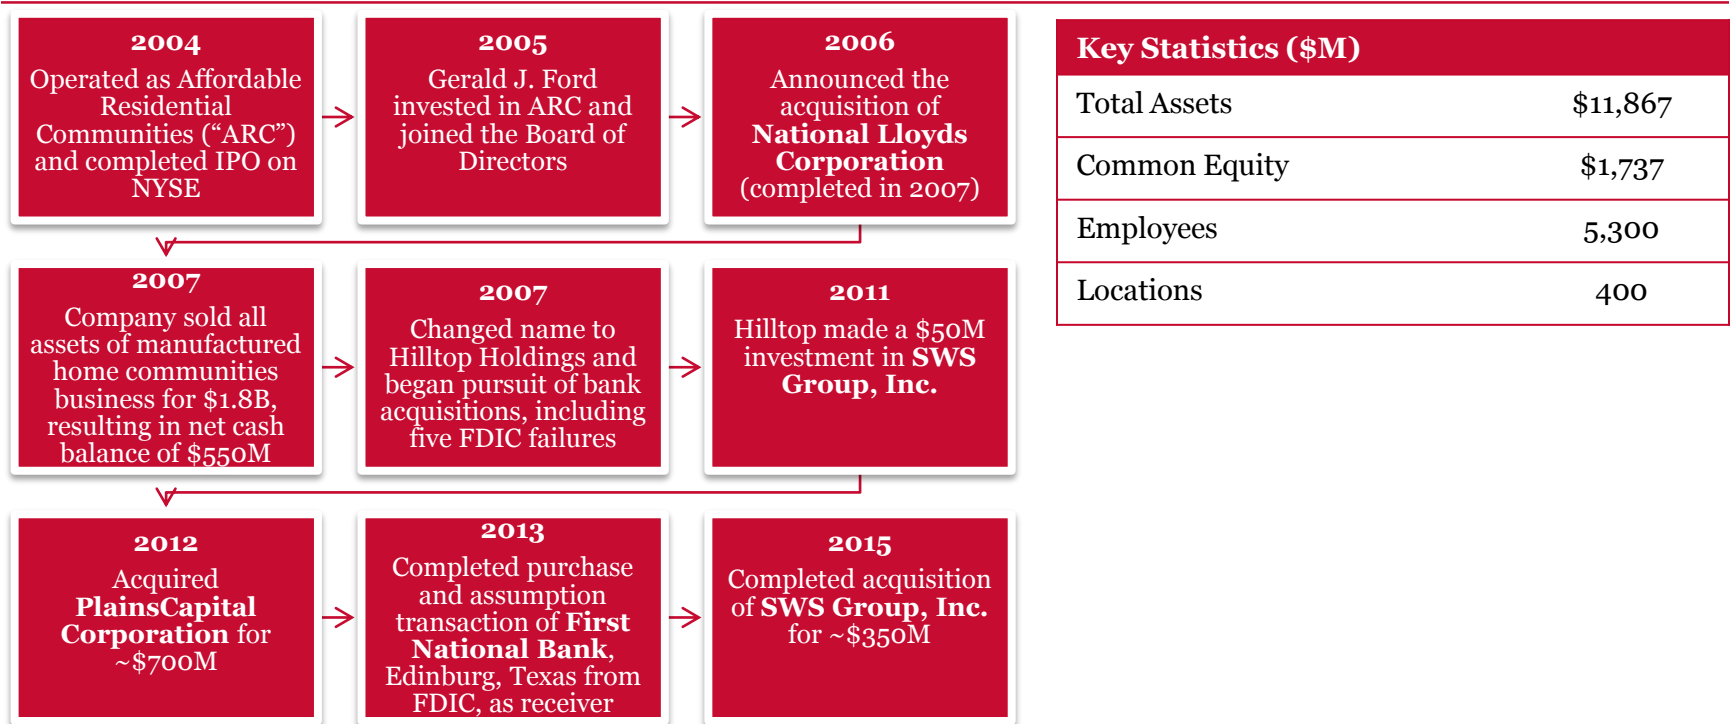 2004
Operated as Affordable
Residential
Communities (“ARC”)
and completed IPO on
NYSE
2005
Gerald J. Ford
invested in ARC and
joined the Board of
Directors
2006
Announced the
acquisition of
National Lloyds
Corporation
(completed in 2007)
2007
Company sold all
assets of manufactured
home communities
business for $1.8B,
resulting in net cash
balance of $550M
2007
Changed name to
Hilltop Holdings and
began pursuit of bank
acquisitions, including
five FDIC failures
2011
Hilltop made a $50M
investment in SWS
Group, Inc.
2012
Acquired
PlainsCapital
Corporation for
~$700M
2013
Completed purchase
and assumption
transaction of First
National Bank,
Edinburg, Texas from
FDIC, as receiver
2015
Completed acquisition
of SWS Group, Inc.
for ~$350M
Key Statistics ($M)
Total Assets $11,867
Common Equity $1,737
Employees 5,300
Locations 400